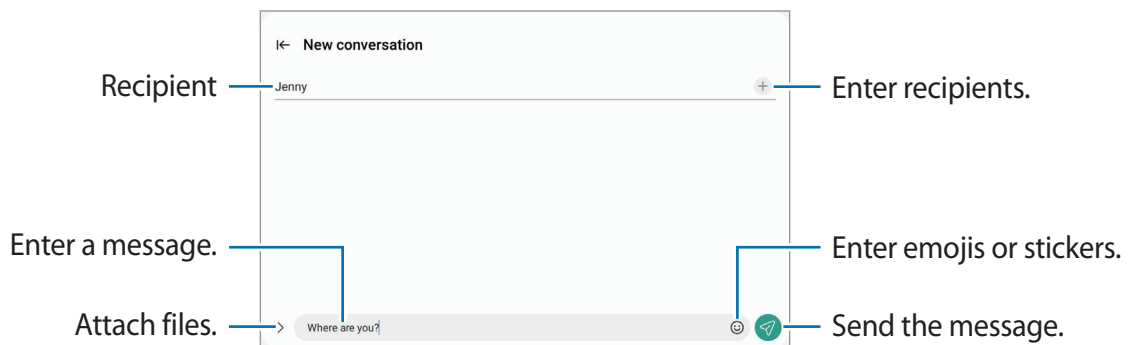 New conversation
Recipient
Jenny
Enter recipients.
Enter a message.
Enter emojis or stickers.
Attach files.
Where are you?
Send the message.